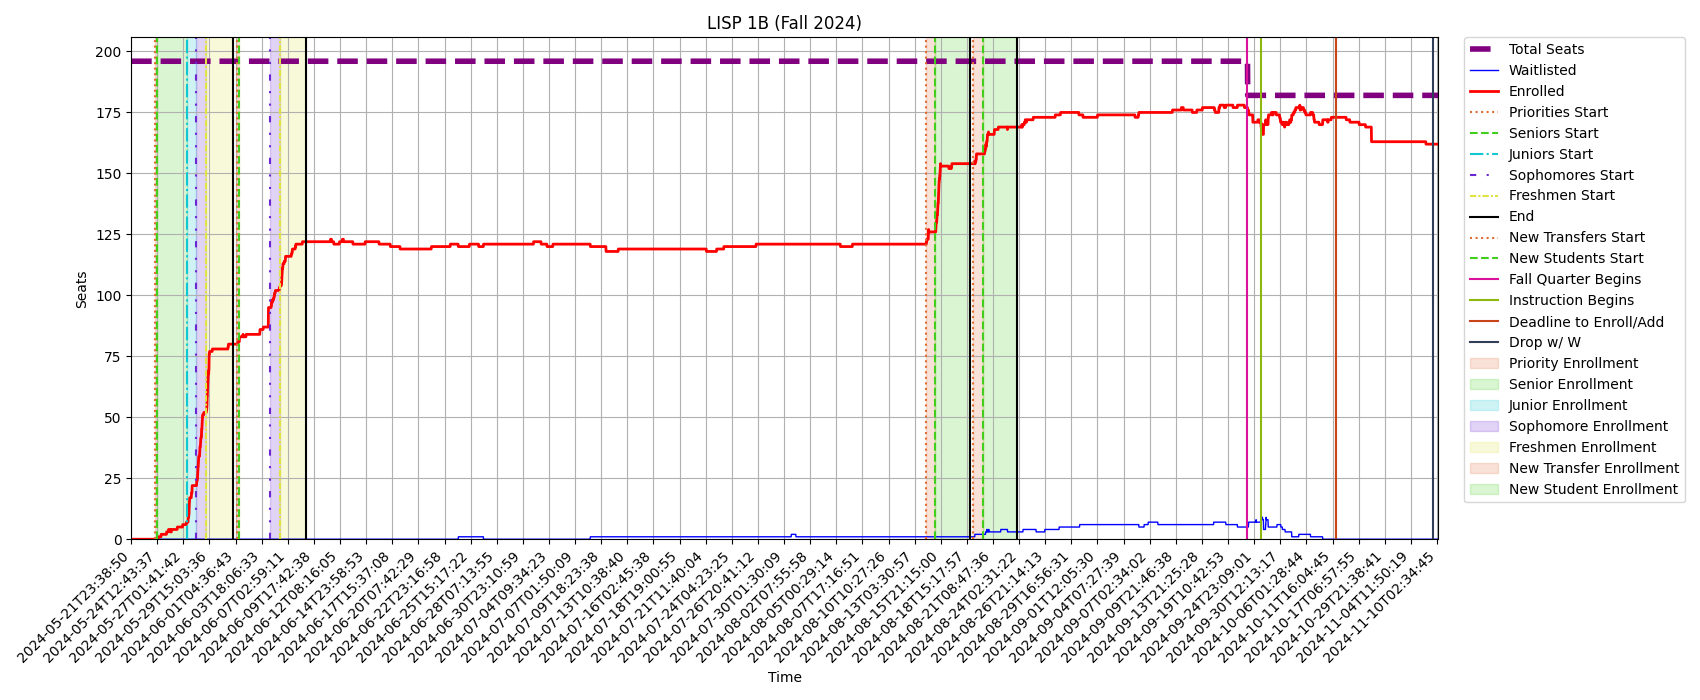 LISP 1B (Fall 2024)
Seats
200
175
150
125
100
75
50
25
0
2024-05-21T23:38:50
2024-05-24T12:43:37
2024-05-27T01:41:42
2024-05-29T15:03:36
2024-06-01T04:36:43
2024-06-03T18:06:33
2024-06-07T02:59:11
2024-06-09T17:42:38
2024-06-12T08:16:05
2024-06-14T23:58:53
2024-06-17T15:37:08
2024-06-20T07:42:29
2024-06-22T23:16:58
2024-06-25T15:17:22
2024-06-28T07:13:55
2024-06-30T23:10:59
2024-07-04T09:34:23
2024-07-07T01:50:09
2024-07-09T18:23:38
2024-07-13T10:38:40
2024-07-16T02:45:38
2024-07-18T19:00:55
2024-07-21T11:40:04
2024-07-24T04:23:25
2024-07-26T20:41:12
2024-07-30T01:30:09
2024-08-02T07:55:58
2024-08-05T00:29:14
2024-08-07T17:16:51
2024-08-10T10:27:26
2024-08-13T03:30:57
2024-08-15T21:15:00
2024-08-18T15:17:57
2024-08-21T08:47:36
2024-08-24T02:31:22
2024-08-26T21:14:13
2024-08-29T16:56:31
2024-09-01T12:05:30
2024-09-04T07:27:39
2024-09-07T02:34:02
2024-09-09T21:46:38
2024-09-13T21:25:28
2024-09-19T10:42:53
2024-09-24T23:09:01
2024-09-30T12:13:17
2024-10-06T01:28:44
2024-10-11T16:04:45
2024-10-17T06:57:55
2024-10-29T21:38:41
2024-11-04T11:50:19
2024-11-10T02:34:45
Time
Total Seats
Waitlisted
Enrolled
Priorities Start
Seniors Start
Juniors Start
Sophomores Start
Freshmen Start
End
New Transfers Start
New Students Start
Fall Quarter Begins
Instruction Begins
Deadline to Enroll/Add
Drop w/ W
Priority Enrollment
Senior Enrollment
Junior Enrollment
Sophomore Enrollment
Freshmen Enrollment
New Transfer Enrollment
New Student Enrollment